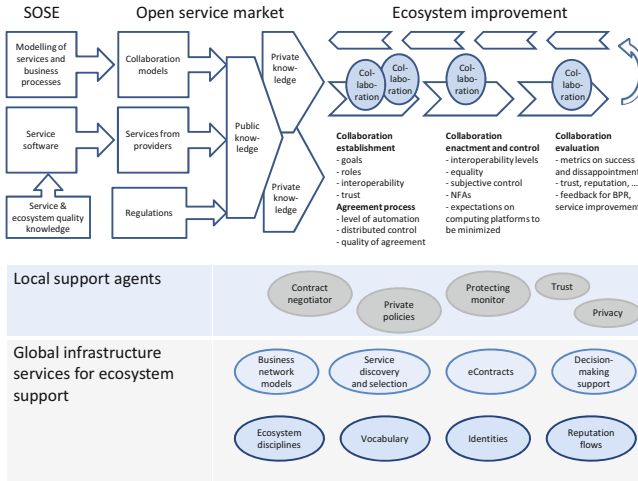 SOSE
Open service market
Ecosystem improvement
Modelling of
services and
business
processes
Collaboration
models
Private
know-
ledge
Service
software
Services from
providers
Public
know-
ledge
Service &
ecosystem quality
knowledge
Regulations
Private
know-
ledge
Col-
labo-
ration
Col-
labo-
ration
Col-
labo-
ration
Col-
labo-
ration
Collaboration
establishment
- goals
- roles
- interoperability
- trust
Agreement process
- level of automation
- distributed control
- quality of agreement
Collaboration
enactment and control
- interoperability levels
- equality
- subjective control
- NFAs
- expectations on
computing platforms to
be minimized
Collaboration
evaluation
- metrics on success
and dissappointment
- trust, reputation, ...
- feedback for BPR,
service improvement
Local support agents
Contract
negotiator
Private
policies
Protecting
monitor
Trust
Privacy
Global infrastructure
services for ecosystem
support
Business
network
models
Service
discovery
and selection
eContracts
Decision-
making
support
Ecosystem
disciplines
Vocabulary
Identities
Reputation
flows